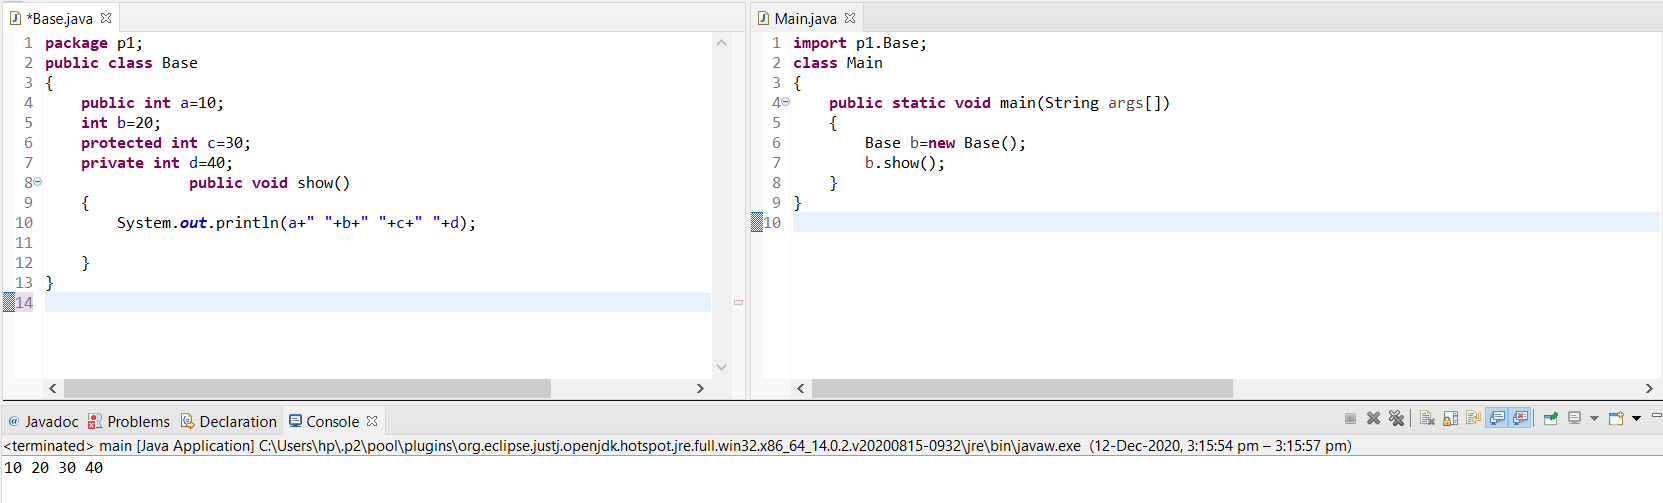 *Base.java
1 package p1;
2 public class Base
3 {
4     public int a=10;
5     int b=20;
6     protected int c=30;
7     private int d=40;
8                 public void show()
9     {
10         System.out.println(a+" "+b+" "+c+" "+d);
11
12     }
13 }
14
Main.java
1 import p1.Base;
2 class Main
3 {
4     public static void main(String args[])
5     {
6         Base b=new Base();
7         b.show();
8     }
9 }
10
@ Javadoc Problems Declaration Console
<terminated> main [Java Application] C:\Users\hp\.p2\pool\plugins\org.eclipse.justj.openjdk.hotspot.jre.full.win32.x86_64_14.0.2.v20200815-0932\jre\bin\javaw.exe (12-Dec-2020, 3:15:54 pm – 3:15:57 pm)
10 20 30 40